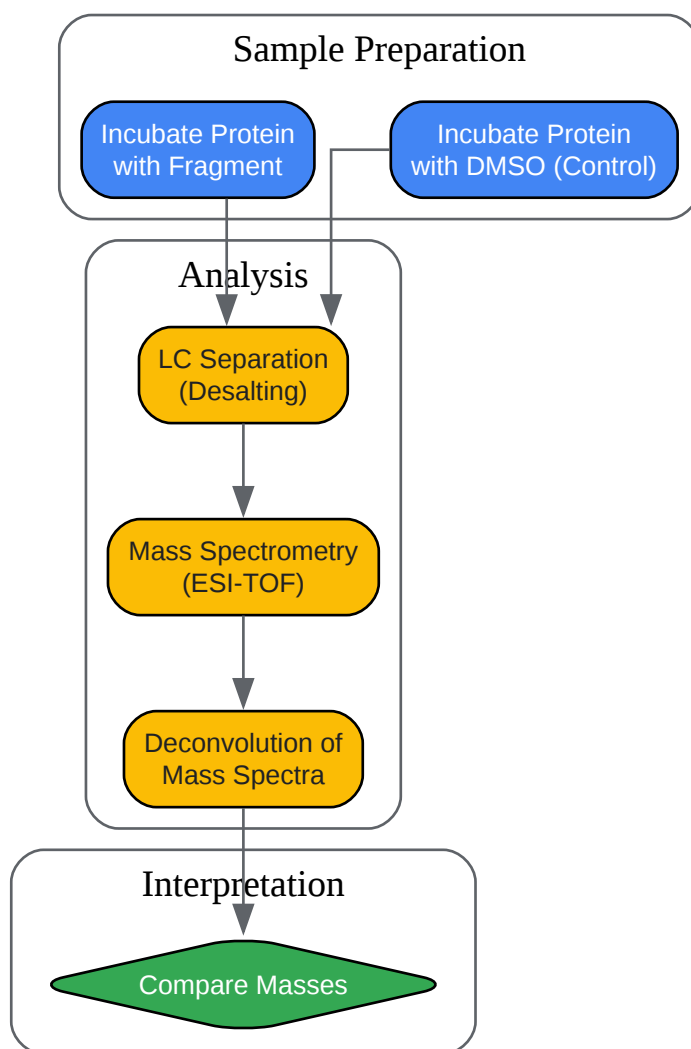 Sample Preparation
Incubate Protein
with Fragment
Incubate Protein
with DMSO (Control)
Analysis
LC Separation
(Desalting)
Mass Spectrometry
(ESI-TOF)
Deconvolution of
Mass Spectra
Interpretation
Compare Masses